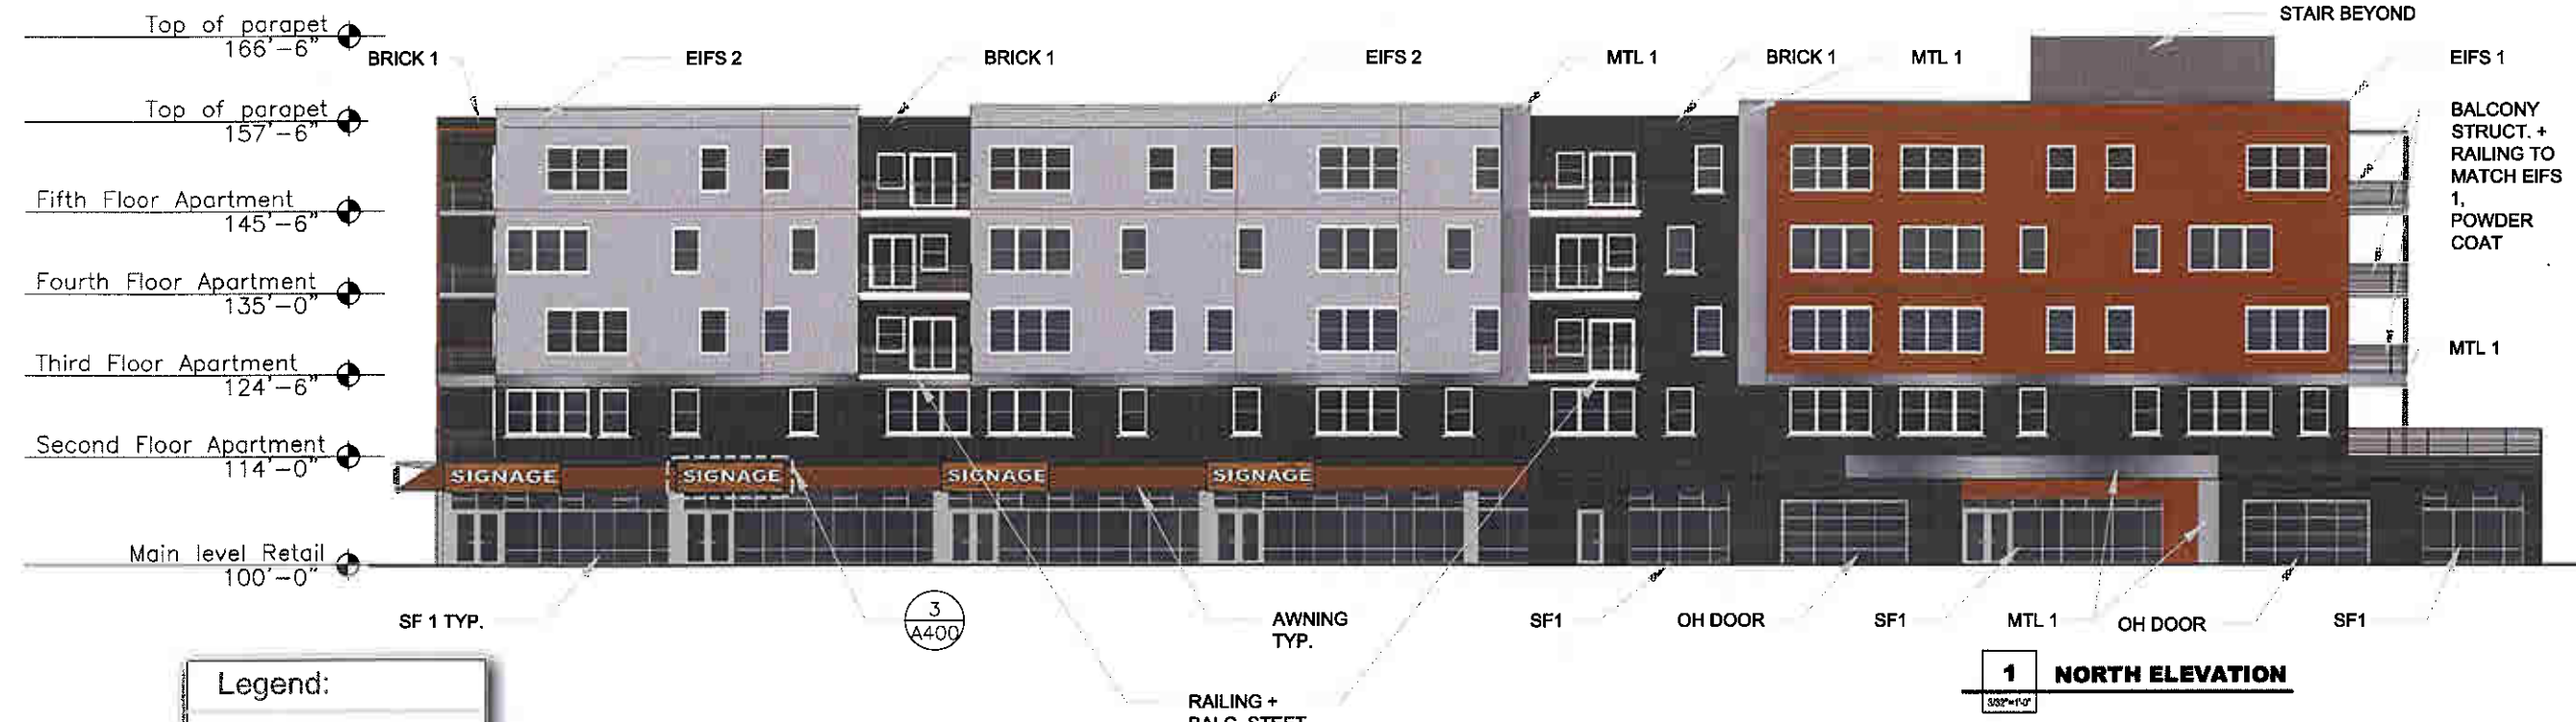 Top of parapet
166'-6"
Top of parapet
157'-6"
Fifth Floor Apartment
145'-6"
Fourth Floor Apartment
135'-0"
Third Floor Apartment
124'-6"
Second Floor Apartment
114'-0"
Main level Retail
100'-0"
BRICK 1
EIFS 2
BRICK 1
EIFS 2
MTL 1
BRICK 1
MTL 1
STAIR BEYOND
EIFS 1
BALCONY
STRUCT. +
RAILING TO
MATCH EIFS
1,
POWDER
COAT
MTL 1
SIGNAGE
SIGNAGE
SIGNAGE
SIGNAGE
SF 1 TYP.
3
A400
AWNING
TYP.
SF1
OH DOOR
SF1
MTL 1
OH DOOR
SF1
RAILING +
1
3/32"=1'-0"
NORTH ELEVATION
Legend: